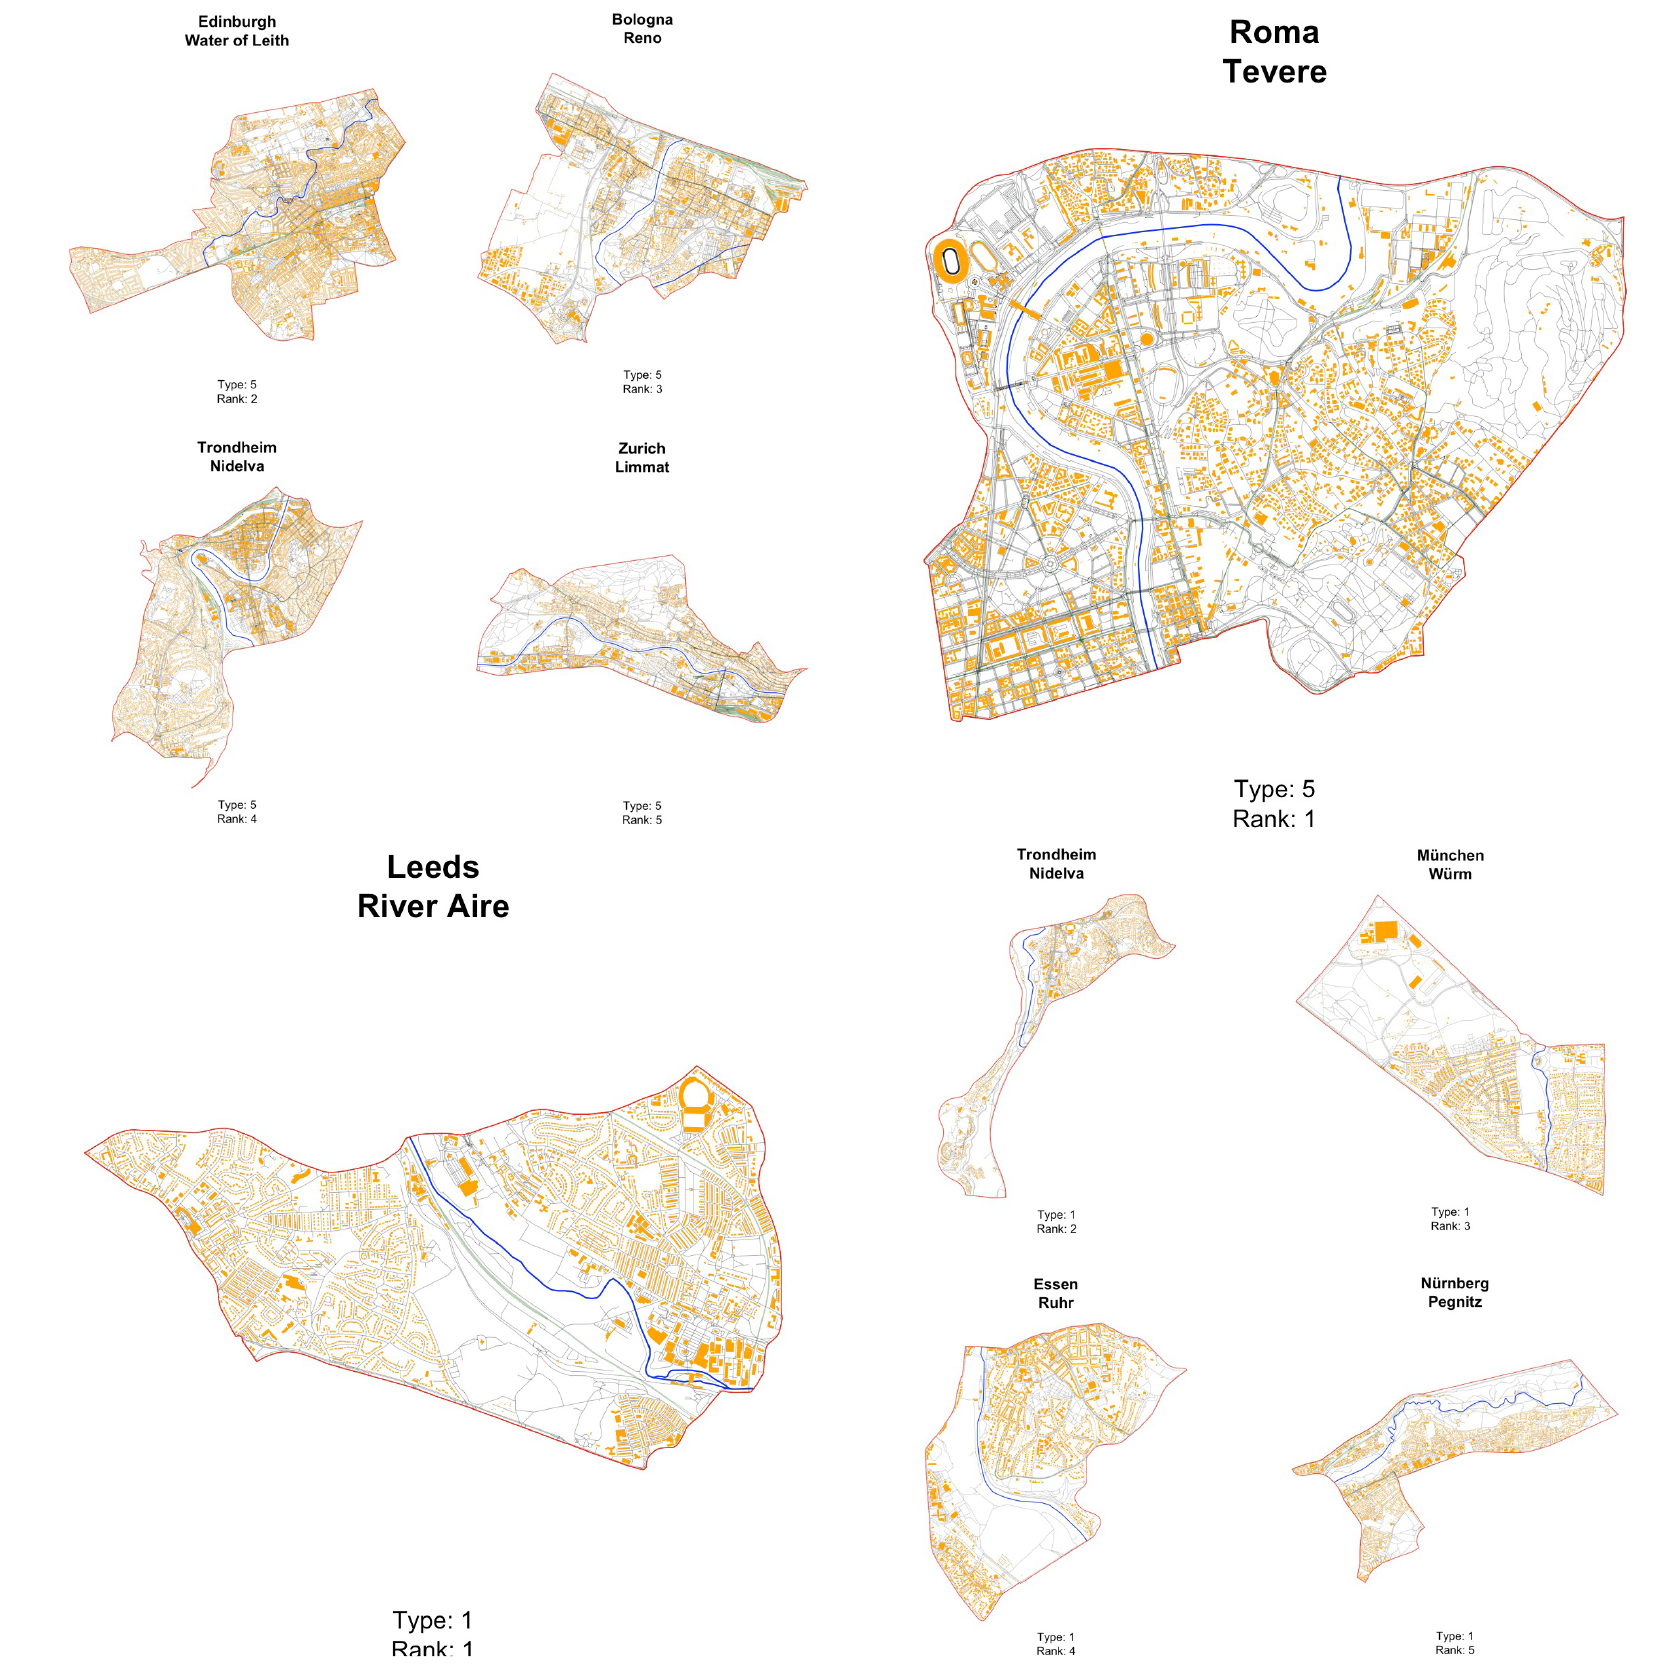 Edinburgh
Water of Leith
Type: 5
Rank: 2
Bologna
Reno
Type: 5
Rank: 3
Roma
Tevere
Type: 5
Rank: 1
Trondheim
Nidelva
Type: 5
Rank: 4
Zurich
Limmat
Type: 5
Rank: 5
Leeds
River Aire
Type: 1
Rank: 1
Trondheim
Nidelva
Type: 1
Rank: 2
München
Würm
Type: 1
Rank: 3
Essen
Ruhr
Type: 1
Rank: 4
Nürnberg
Pegnitz
Type: 1
Rank: 5